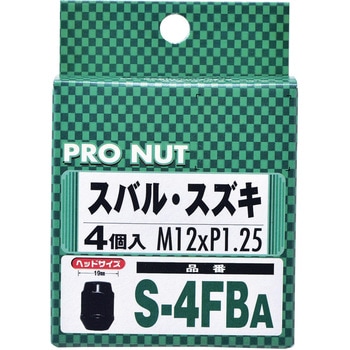 PRO NUT
スバル・スズキ
4個入 M12xP1.25
ヘッドサイズ
19㎜
品番
S-4FBA